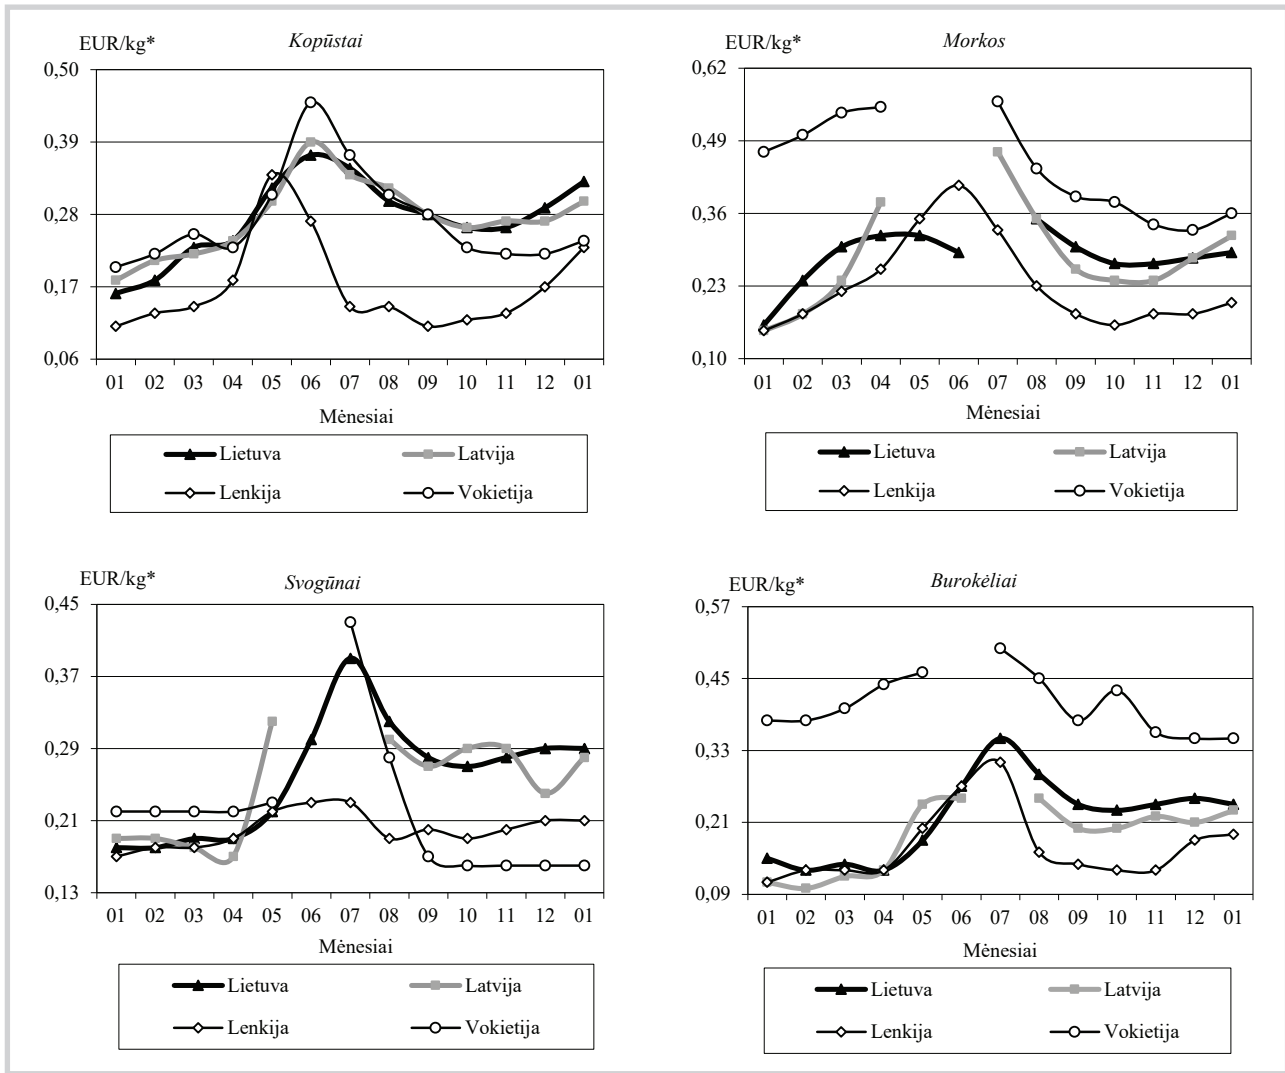 EUR/kg* Kopūstai
0,50
0,39
0,28
0,17
0,06
01 02 03 04 05 06 07 08 09 10 11 12 01
Mėnesiai
Lietuva Latvija
Lenkija Vokietija
EUR/kg* Morkos
0,62
0,49
0,36
0,23
0,10
01 02 03 04 05 06 07 08 09 10 11 12 01
Mėnesiai
Lietuva Latvija
Lenkija Vokietija
EUR/kg* Svogūnai
0,45
0,37
0,29
0,21
0,13
01 02 03 04 05 06 07 08 09 10 11 12 01
Mėnesiai
Lietuva Latvija
Lenkija Vokietija
EUR/kg* Burokėliai
0,57
0,45
0,33
0,21
0,09
01 02 03 04 05 06 07 08 09 10 11 12 01
Mėnesiai
Lietuva Latvija
Lenkija Vokietija